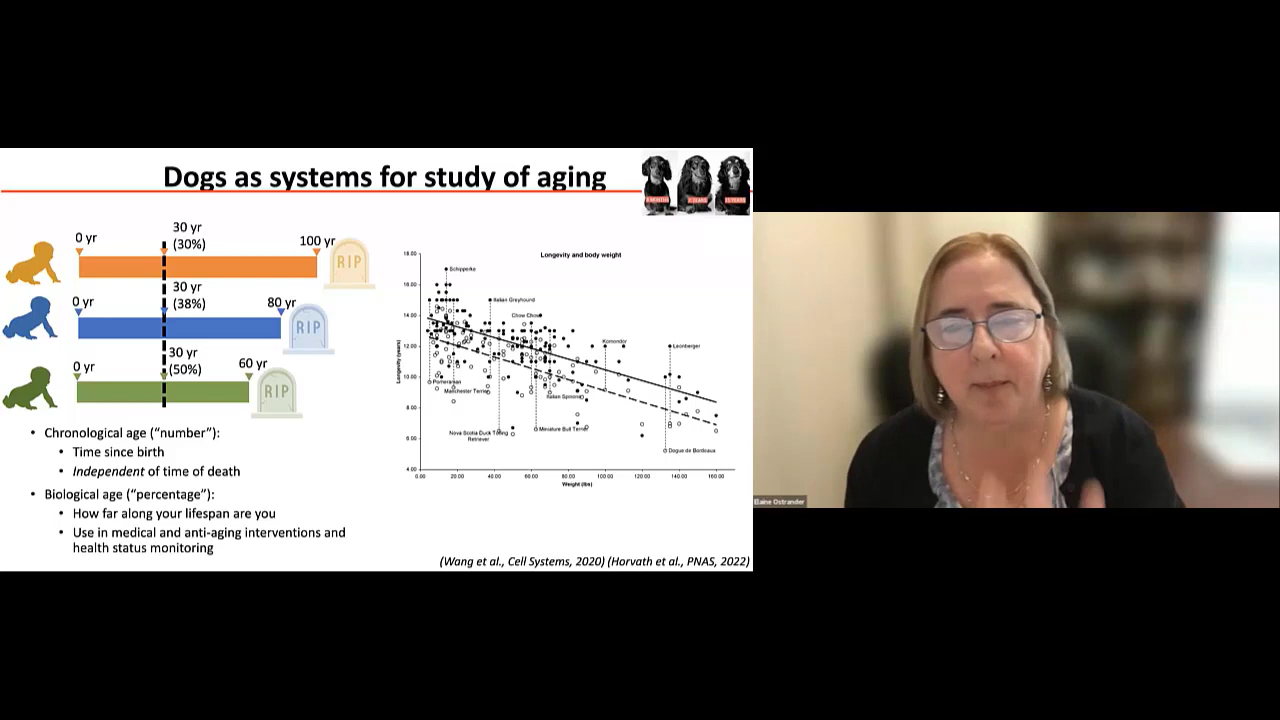 Dogs as systems for study of aging
0 yr
30 yr
(30%)
100 yr
RIP
0 yr
30 yr
(38%)
80 yr
RIP
0 yr
30 yr
(50%)
60 yr
RIP
• Chronological age (“number”):
• Time since birth
• Independent of time of death
• Biological age (“percentage”):
• How far along your lifespan are you
• Use in medical and anti-aging interventions and
health status monitoring
Longevity and body weight
Longevity (years)
18.00
16.00
14.00
12.00
10.00
8.00
6.00
4.00
Schipperke
Italian Greyhound
Chow Chow
Komondor
Leonberger
Pomeranian
Manchester Terrier
Italian Spinone
Nova Scotia Duck Tolling
Retriever
Miniature Bull Terrier
Dogue de Bordeaux
0.00 20.00 40.00 60.00 80.00 100.00 120.00 140.00 160.00
Weight (lbs)
(Wang et al., Cell Systems, 2020) (Horvath et al., PNAS, 2022)
Elaine Ostrander